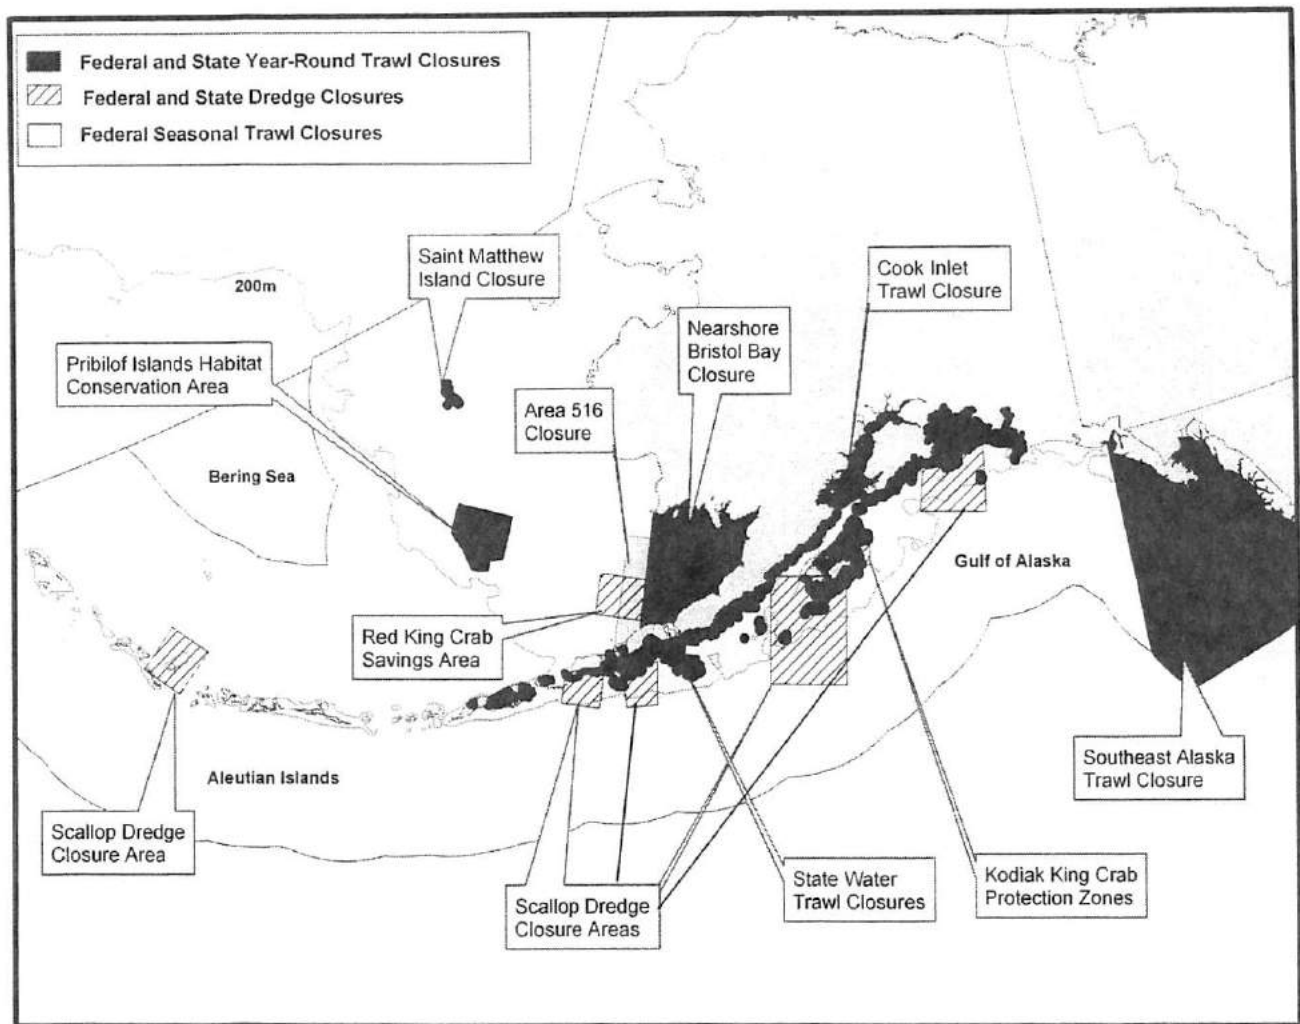 Federal and State Year-Round Trawl Closures
Federal and State Dredge Closures
Federal Seasonal Trawl Closures
Saint Matthew
Island Closure
200m
Cook Inlet
Trawl Closure
Nearshore
Bristol Bay
Closure
Pribilof Islands Habitat
Conservation Area
Area 516
Closure
Bering Sea
Gulf of Alaska
Red King Crab
Savings Area
Aleutian Islands
Southeast Alaska
Trawl Closure
Scallop Dredge
Closure Area
Scallop Dredge
Closure Areas
State Water
Trawl Closures
Kodiak King Crab
Protection Zones